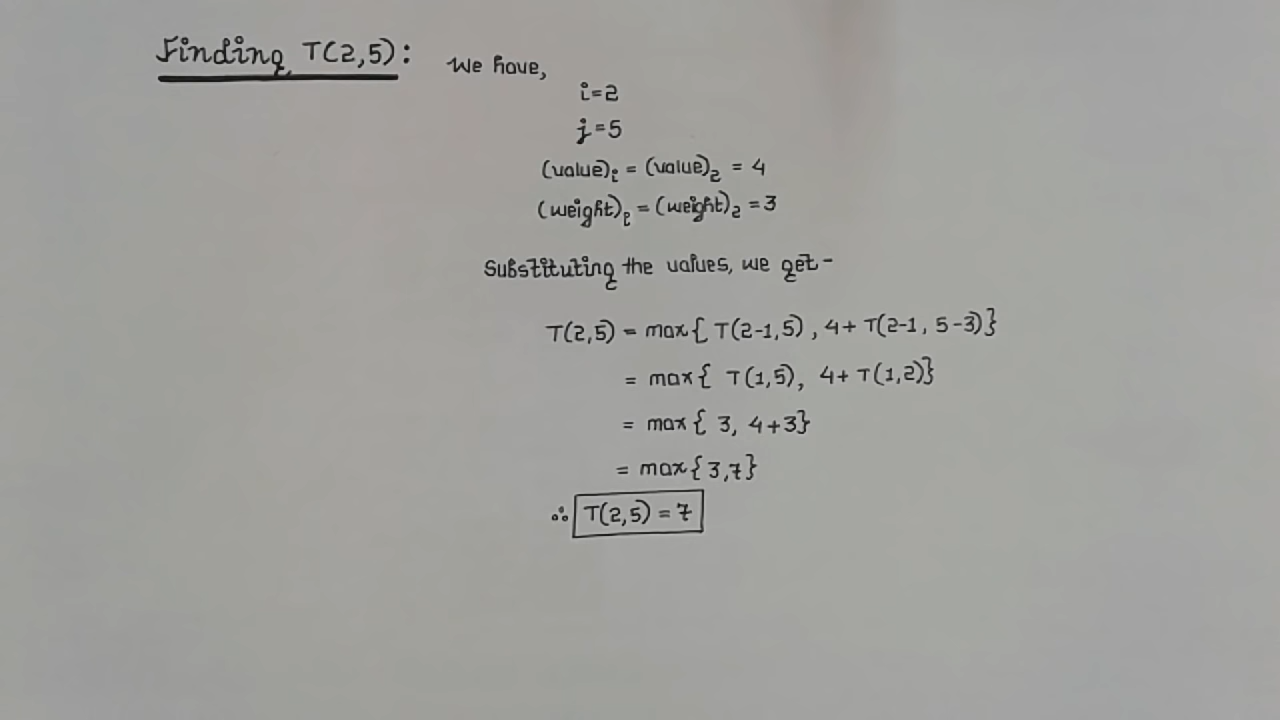 Finding T(2,5): We have,
i=2
j=5
(value)i = (value)2 = 4
(weight)i = (weight)2 = 3
Substituting the values, we get-
T(2,5) = max{ T(2-1,5) , 4+ T(2-1, 5-3)}
= max{ T(1,5), 4+ T(1,2)}
= max{ 3, 4+3}
= max{3,7}
∴ T(2,5) = 7